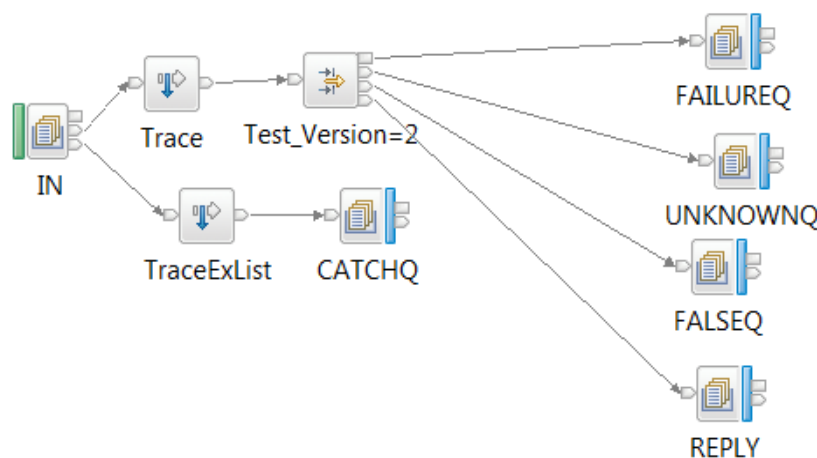 FAILUREQ
Trace
Test_Version=2
IN
UNKNOWNQ
TraceExList
CATCHQ
FALSEQ
REPLY